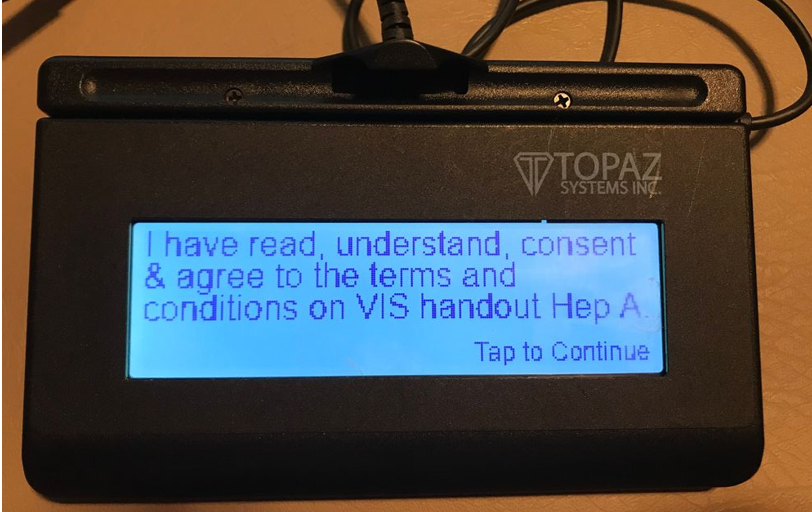 TOPAZ
SYSTEMS INC.
I have read, understand, consent
& agree to the terms and
conditions on VIS handout Hep A.
Tap to Continue